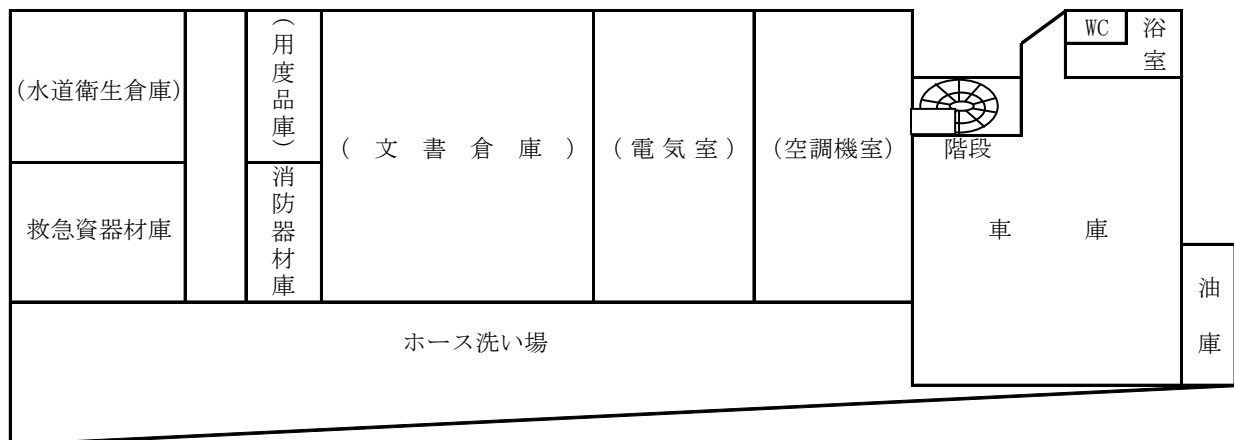 (水道衛生倉庫)
救急資器材庫
(用度品庫)
消防器材庫
( 文 書 倉 庫 )
( 電 気 室 )
(空調機室)
階段
WC
浴室
車 庫
油庫
ホース洗い場